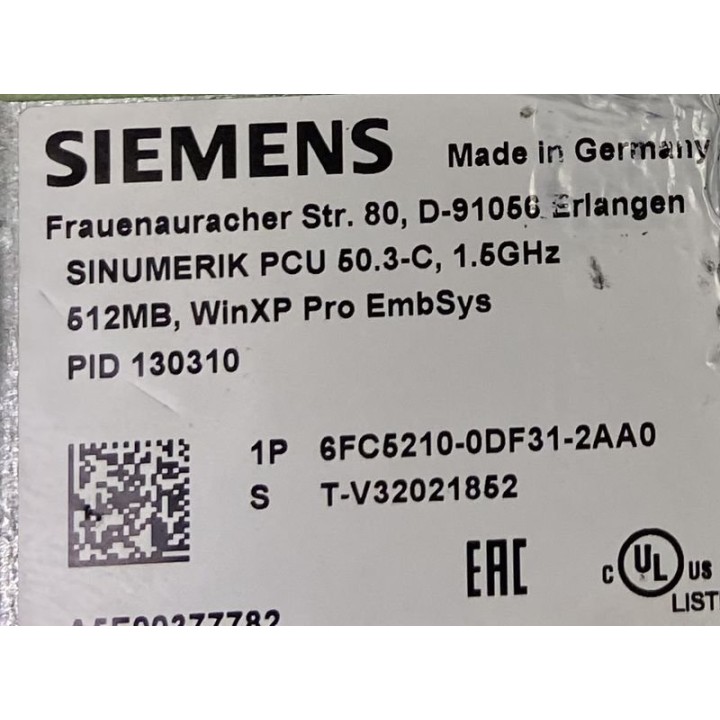 SIEMENS Made in Germany
Frauenauracher Str. 80, D-91056 Erlangen
SINUMERIK PCU 50.3-C, 1.5GHz
512MB, WinXP Pro EmbSys
PID 130310
1P 6FC5210-0DF31-2AA0
S T-V32021852
EAC
C UL US
A5E00377782